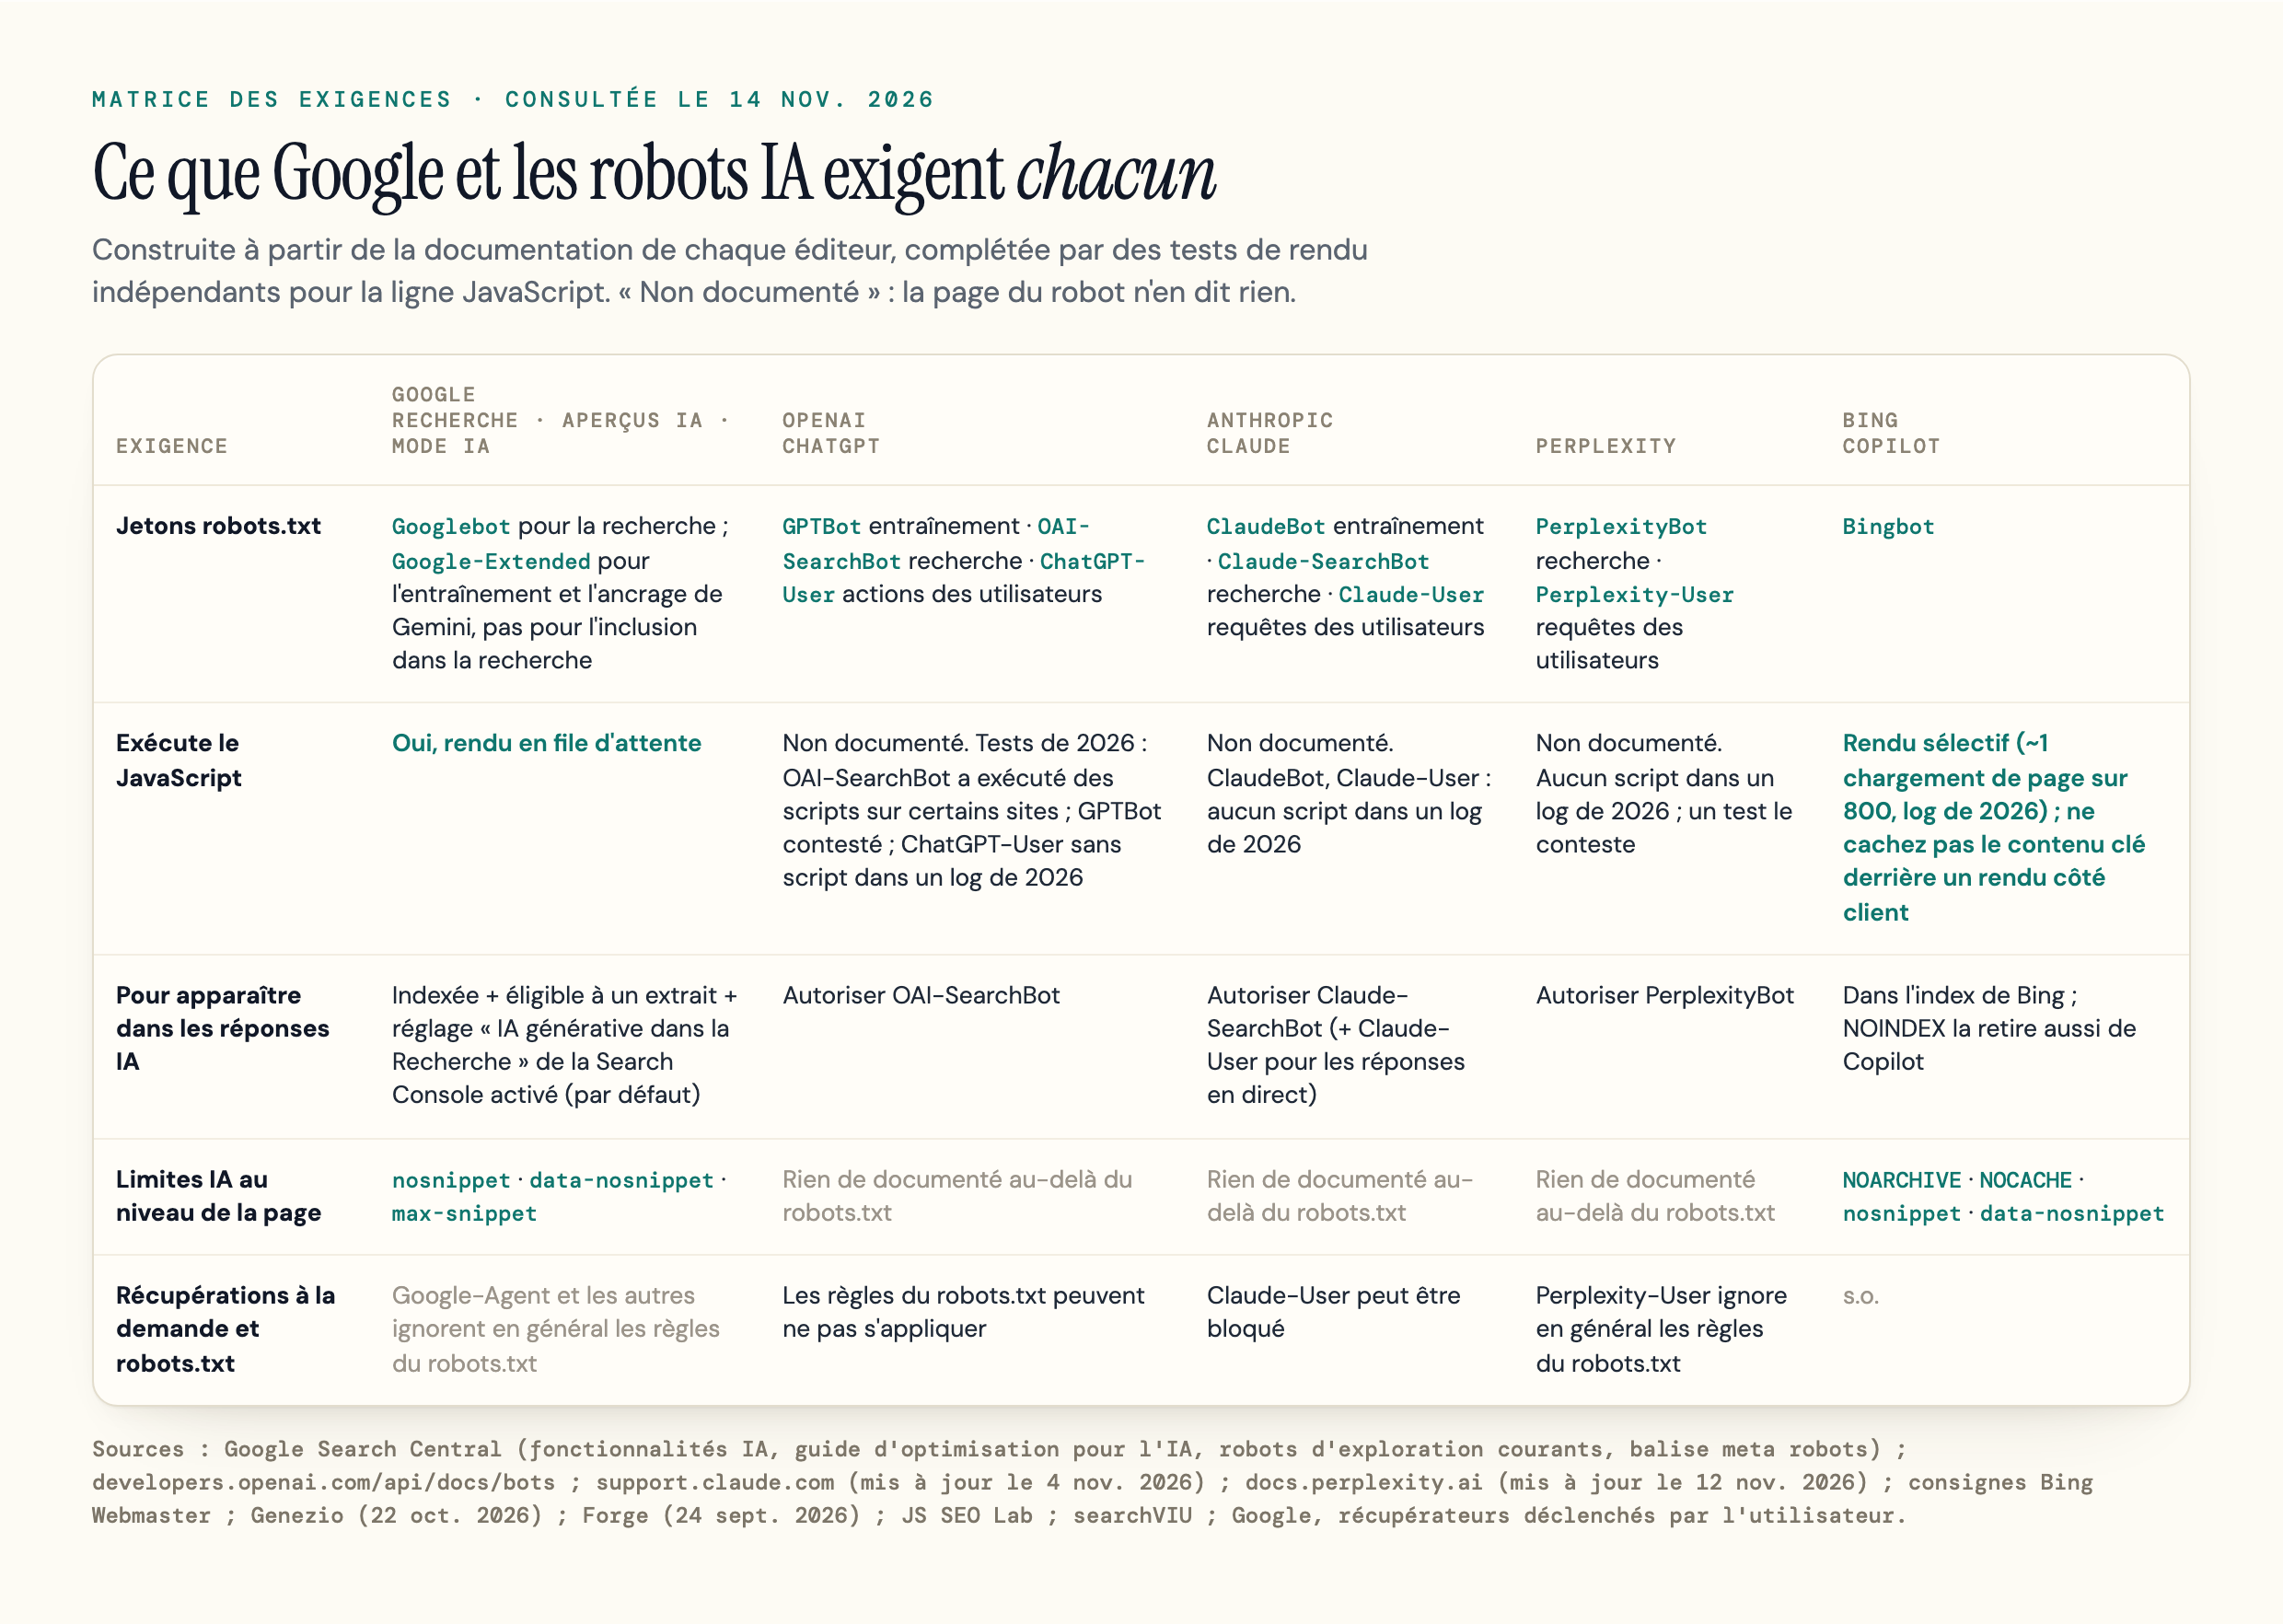 MATRICE DES EXIGENCES · CONSULTÉE LE 14 NOV. 2026
Ce que Google et les robots IA exigent chacun
Construite à partir de la documentation de chaque éditeur, complétée par des tests de rendu
indépendants pour la ligne JavaScript. « Non documenté » : la page du robot n'en dit rien.
EXIGENCE
GOOGLE
RECHERCHE · APERÇUS IA ·
MODE IA
OPENAI
CHATGPT
ANTHROPIC
CLAUDE
PERPLEXITY
BING
COPILOT
Jetons robots.txt
Googlebot pour la recherche ;
Google-Extended pour
l'entraînement et l'ancrage de
Gemini, pas pour l'inclusion
dans la recherche
GPTBot entraînement · OAI-
SearchBot recherche · ChatGPT-
User actions des utilisateurs
ClaudeBot entraînement
· Claude-SearchBot
recherche · Claude-User
requêtes des utilisateurs
PerplexityBot
recherche ·
Perplexity-User
requêtes des
utilisateurs
Bingbot
Exécute le
JavaScript
Oui, rendu en file d'attente
Non documenté. Tests de 2026 :
OAI-SearchBot a exécuté des
scripts sur certains sites ; GPTBot
contesté ; ChatGPT-User sans
script dans un log de 2026
Non documenté.
ClaudeBot, Claude-User :
aucun script dans un log
de 2026
Non documenté.
Aucun script dans un
log de 2026 ; un test le
conteste
Rendu sélectif (~1
chargement de page sur
800, log de 2026) ; ne
cachez pas le contenu clé
derrière un rendu côté
client
Pour apparaître
dans les réponses
IA
Indexée + éligible à un extrait +
réglage « IA générative dans la
Recherche » de la Search
Console activé (par défaut)
Autoriser OAI-SearchBot
Autoriser Claude-
SearchBot (+ Claude-
User pour les réponses
en direct)
Autoriser PerplexityBot
Dans l'index de Bing ;
NOINDEX la retire aussi de
Copilot
Limites IA au
niveau de la page
nosnippet · data-nosnippet ·
max-snippet
Rien de documenté au-delà du
robots.txt
Rien de documenté au-
delà du robots.txt
Rien de documenté
au-delà du robots.txt
NOARCHIVE · NOCACHE ·
nosnippet · data-nosnippet
Récupérations à la
demande et
robots.txt
Google-Agent et les autres
ignorent en général les règles
du robots.txt
Les règles du robots.txt peuvent
ne pas s'appliquer
Claude-User peut être
bloqué
Perplexity-User ignore
en général les règles
du robots.txt
s.o.
Sources : Google Search Central (fonctionnalités IA, guide d'optimisation pour l'IA, robots d'exploration courants, balise meta robots) ;
developers.openai.com/api/docs/bots ; support.claude.com (mis à jour le 4 nov. 2026) ; docs.perplexity.ai (mis à jour le 12 nov. 2026) ; consignes Bing
Webmaster ; Genezio (22 oct. 2026) ; Forge (24 sept. 2026) ; JS SEO Lab ; searchVIU ; Google, récupérateurs déclenchés par l'utilisateur.